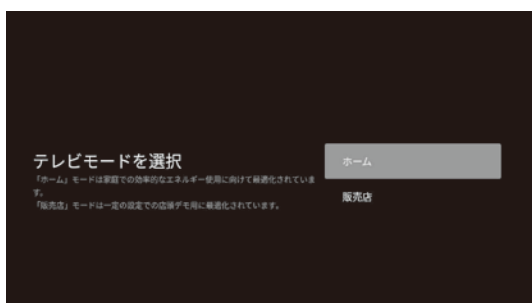 テレビモードを選択
「ホーム」モードは家庭での効率的なエネルギー使用に向けて最適化されていま
す。
「販売店」モードは一定の設定での店頭デモ用に最適化されています。
ホーム
販売店